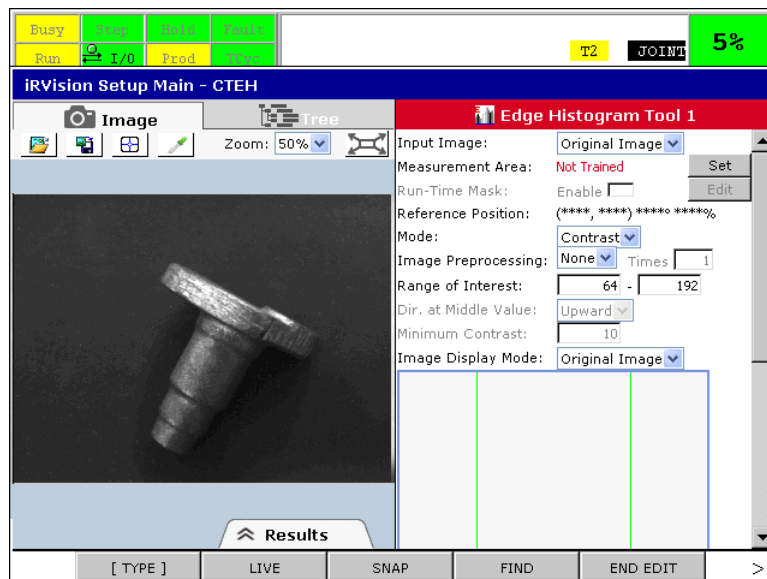 Busy Step Hold Fault
Run I/O Prod TCyc
T2 JOINT 5%
iRVision Setup Main - CTEH
Image Tree
Edge Histogram Tool 1
Zoom: 50%
Input Image: Original Image
Measurement Area: Not Trained Set
Run-Time Mask: Enable Edit
Reference Position: (****, ****) ****° ****%
Mode: Contrast
Image Preprocessing: None Times 1
Range of Interest: 64 - 192
Dir. at Middle Value: Upward
Minimum Contrast: 10
Image Display Mode: Original Image
Results
[ TYPE ] LIVE SNAP FIND END EDIT >